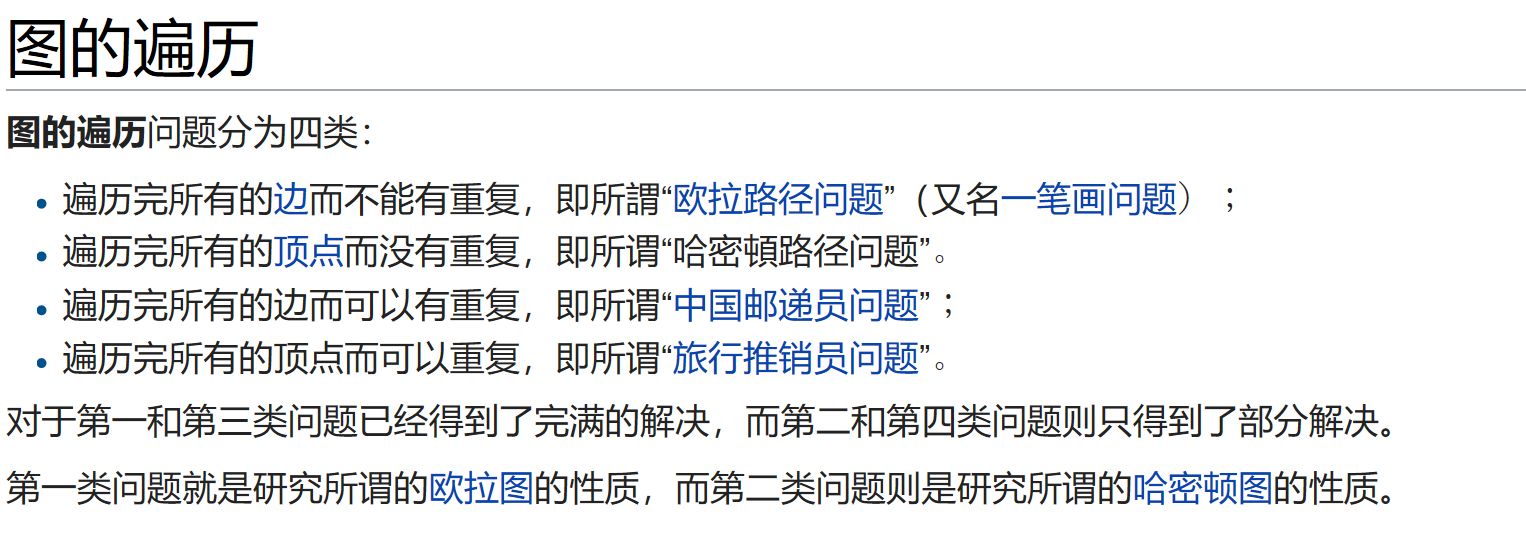 图的遍历
图的遍历问题分为四类：
遍历完所有的边而不能有重复，即所謂“欧拉路径问题”（又名一笔画问题）；
遍历完所有的顶点而没有重复，即所谓“哈密頓路径问题”。
遍历完所有的边而可以有重复，即所谓“中国邮递员问题”；
遍历完所有的顶点而可以重复，即所谓“旅行推销员问题”。
对于第一和第三类问题已经得到了完满的解决，而第二和第四类问题则只得到了部分解决。
第一类问题就是研究所谓的欧拉图的性质，而第二类问题则是研究所谓的哈密顿图的性质。